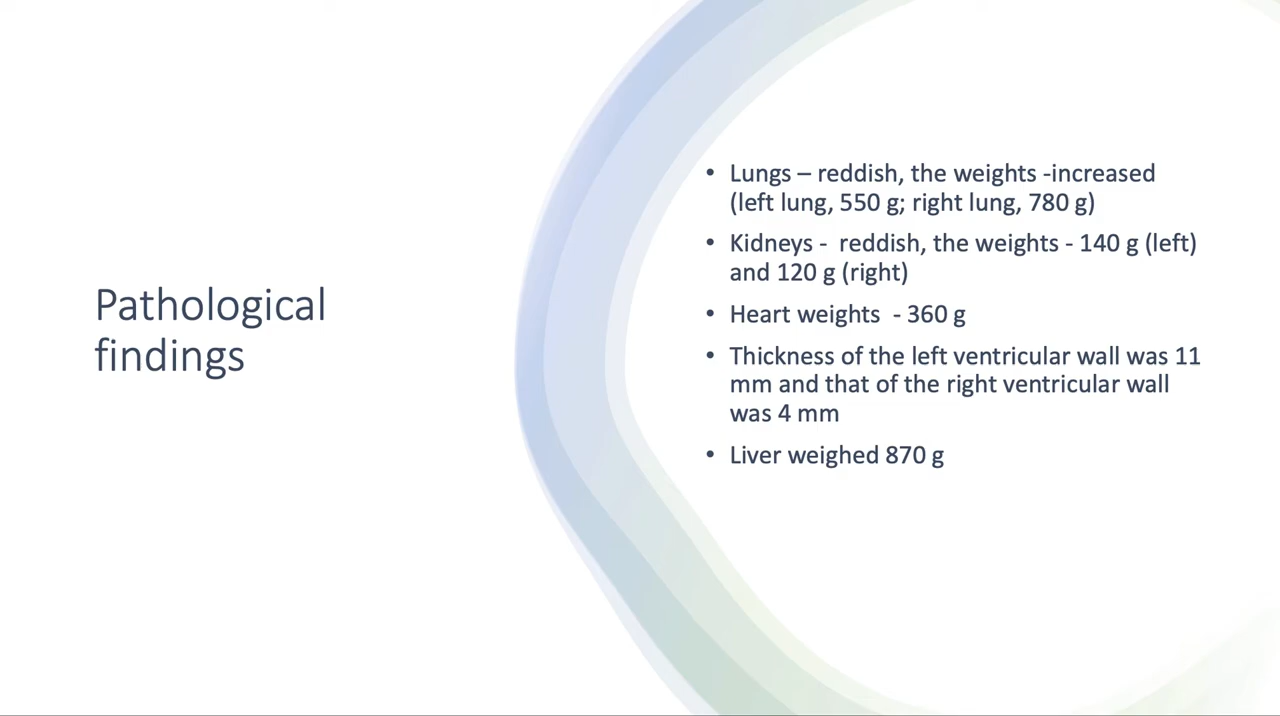 Pathological
findings
• Lungs – reddish, the weights -increased
(left lung, 550 g; right lung, 780 g)
• Kidneys -  reddish, the weights - 140 g (left)
and 120 g (right)
• Heart weights  - 360 g
• Thickness of the left ventricular wall was 11
mm and that of the right ventricular wall
was 4 mm
• Liver weighed 870 g